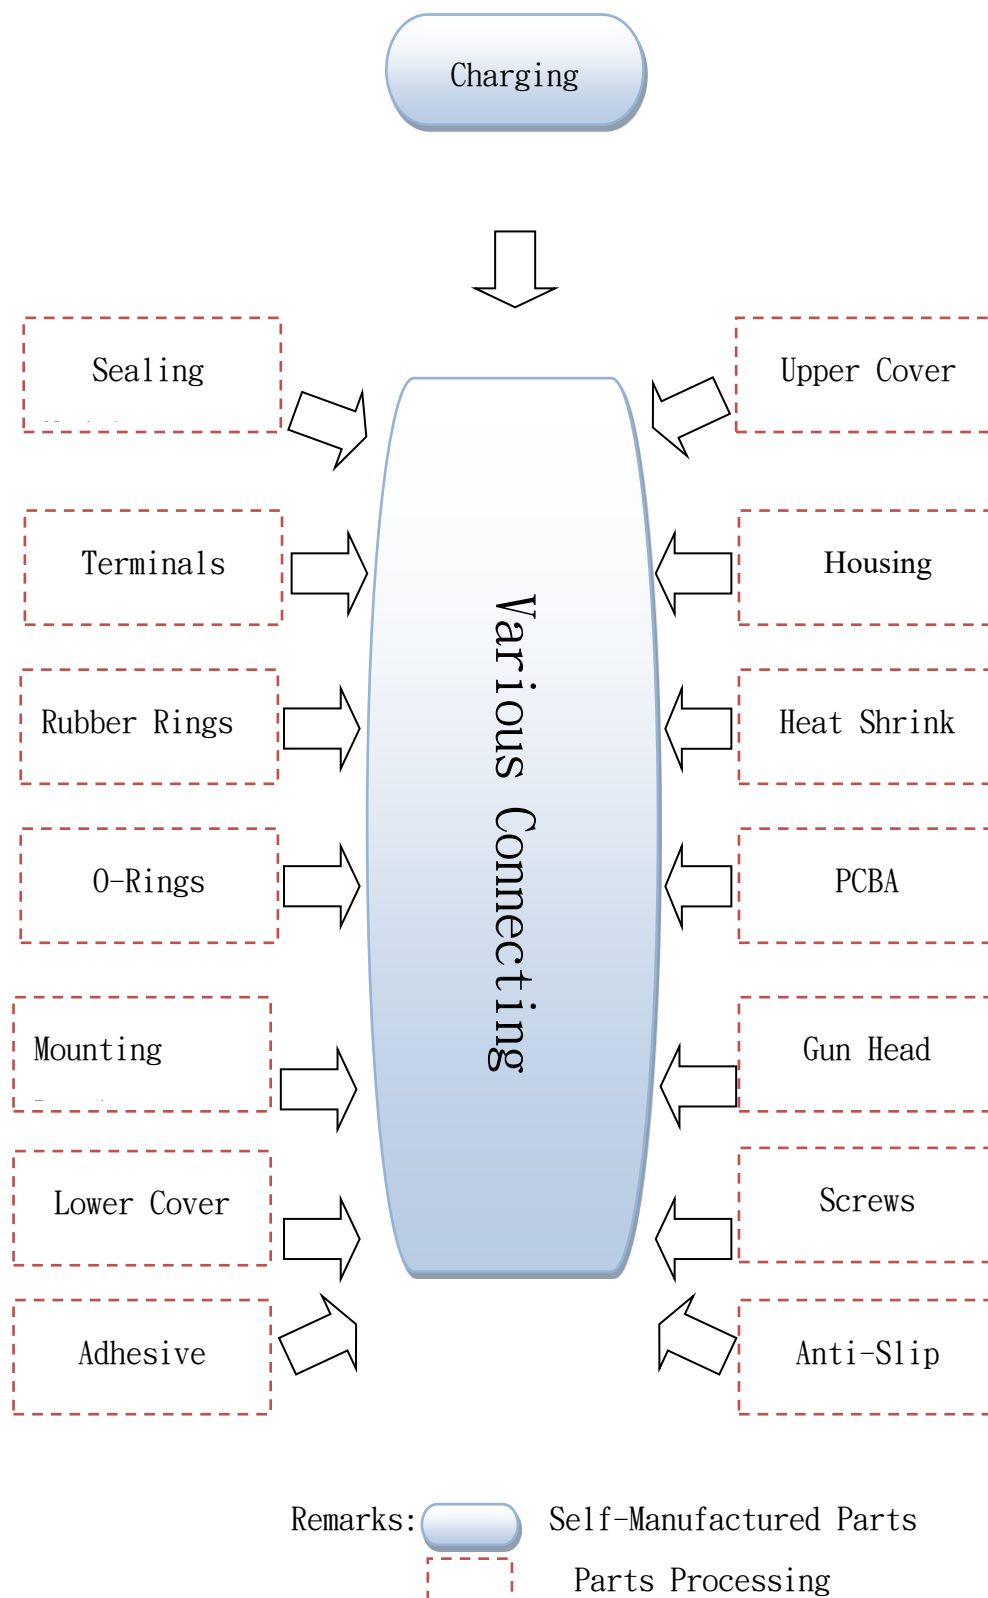 Charging
Sealing
Upper Cover
Terminals
Housing
Rubber Rings
Heat Shrink
O-Rings
PCBA
Various Connecting
Mounting
Gun Head
Lower Cover
Screws
Adhesive
Anti-Slip
Remarks:
Self-Manufactured Parts
Parts Processing